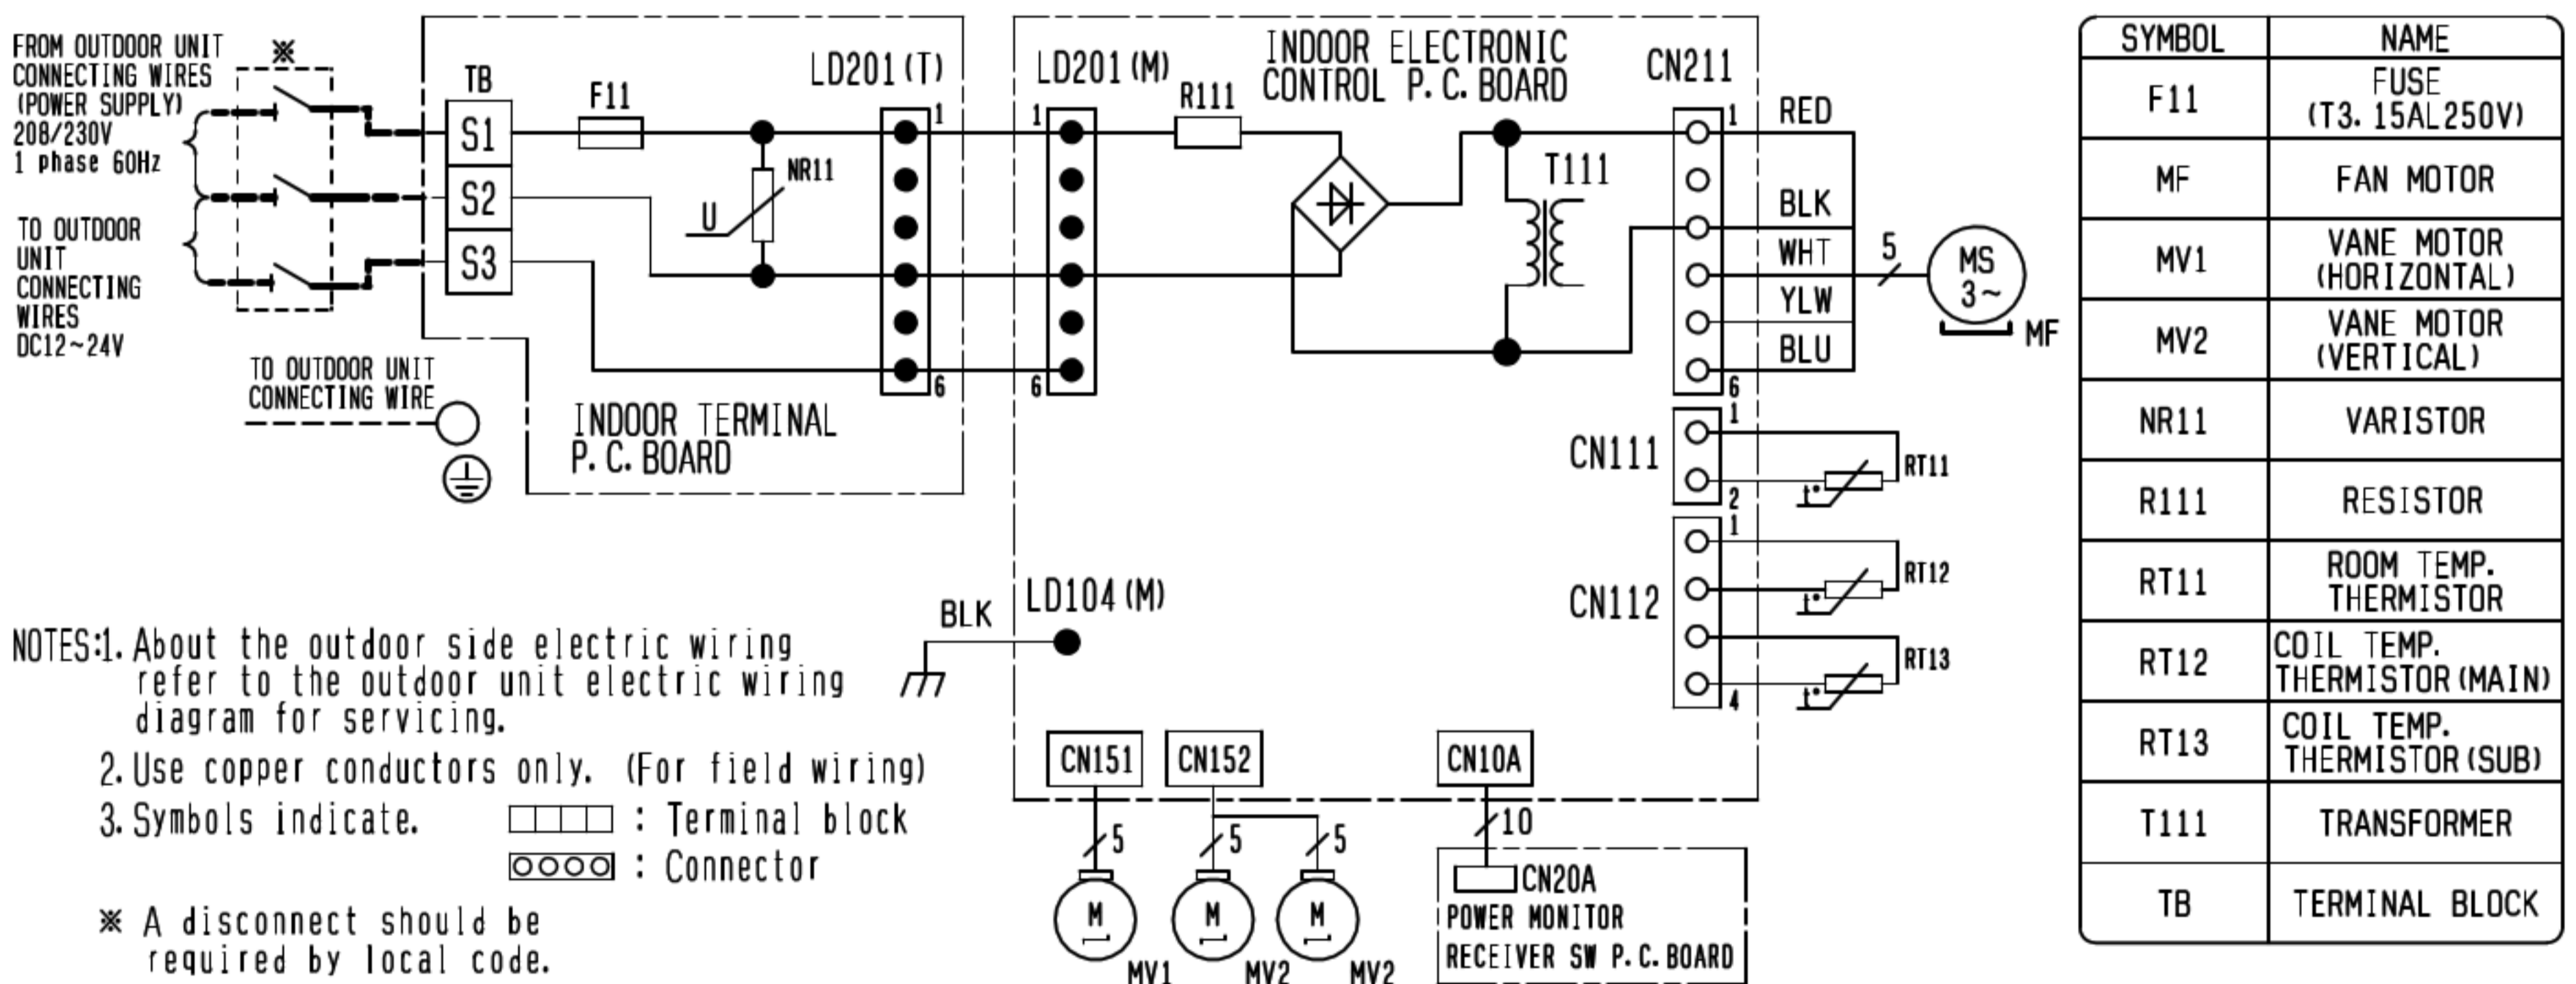 FROM OUTDOOR UNIT
CONNECTING WIRES
(POWER SUPPLY)
208/230V
1 phase 60Hz
※
TO OUTDOOR
UNIT
CONNECTING
WIRES
DC12~24V
TO OUTDOOR UNIT
CONNECTING WIRE
TB
S1
S2
S3
F11
NR11
U
LD201(T)
1
6
INDOOR TERMINAL
P.C.BOARD
LD201(M)
1
6
R111
INDOOR ELECTRONIC
CONTROL P.C.BOARD
T111
CN211
1
6
RED
BLK
WHT
YLW
BLU
5
MS
3~
MF
CN111
1
2
RT11
t°
CN112
1
4
RT12
t°
RT13
t°
BLK
LD104(M)
CN151
CN152
CN10A
5
5
5
10
M
M
M
MV1
MV2
MV2
CN20A
POWER MONITOR
RECEIVER SW P.C.BOARD
NOTES:1. About the outdoor side electric wiring
refer to the outdoor unit electric wiring
diagram for servicing.
2. Use copper conductors only. (For field wiring)
3. Symbols indicate.
: Terminal block
: Connector
※ A disconnect should be
required by local code.
SYMBOL NAME
F11 FUSE
(T3.15AL250V)
MF FAN MOTOR
MV1 VANE MOTOR
(HORIZONTAL)
MV2 VANE MOTOR
(VERTICAL)
NR11 VARISTOR
R111 RESISTOR
RT11 ROOM TEMP.
THERMISTOR
RT12 COIL TEMP.
THERMISTOR(MAIN)
RT13 COIL TEMP.
THERMISTOR(SUB)
T111 TRANSFORMER
TB TERMINAL BLOCK